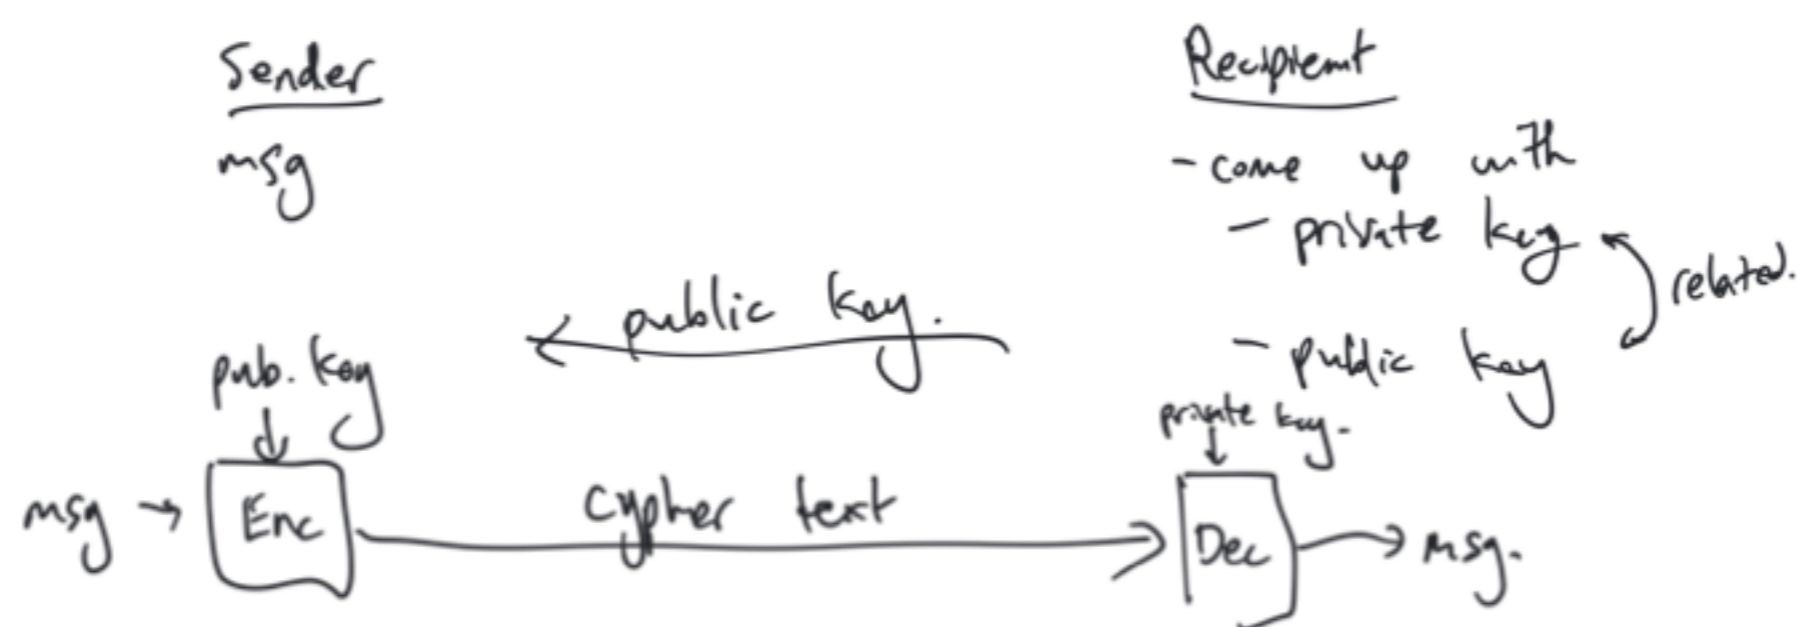 Sender
msg
Recipient
- come up with
- private key
related.
public key.
- public key
pub. key
private key.
msg
Enc
cypher text
Dec
msg.